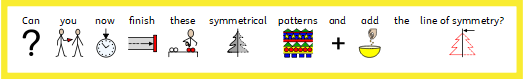 Can you now finish these symmetrical patterns and add the line of symmetry?